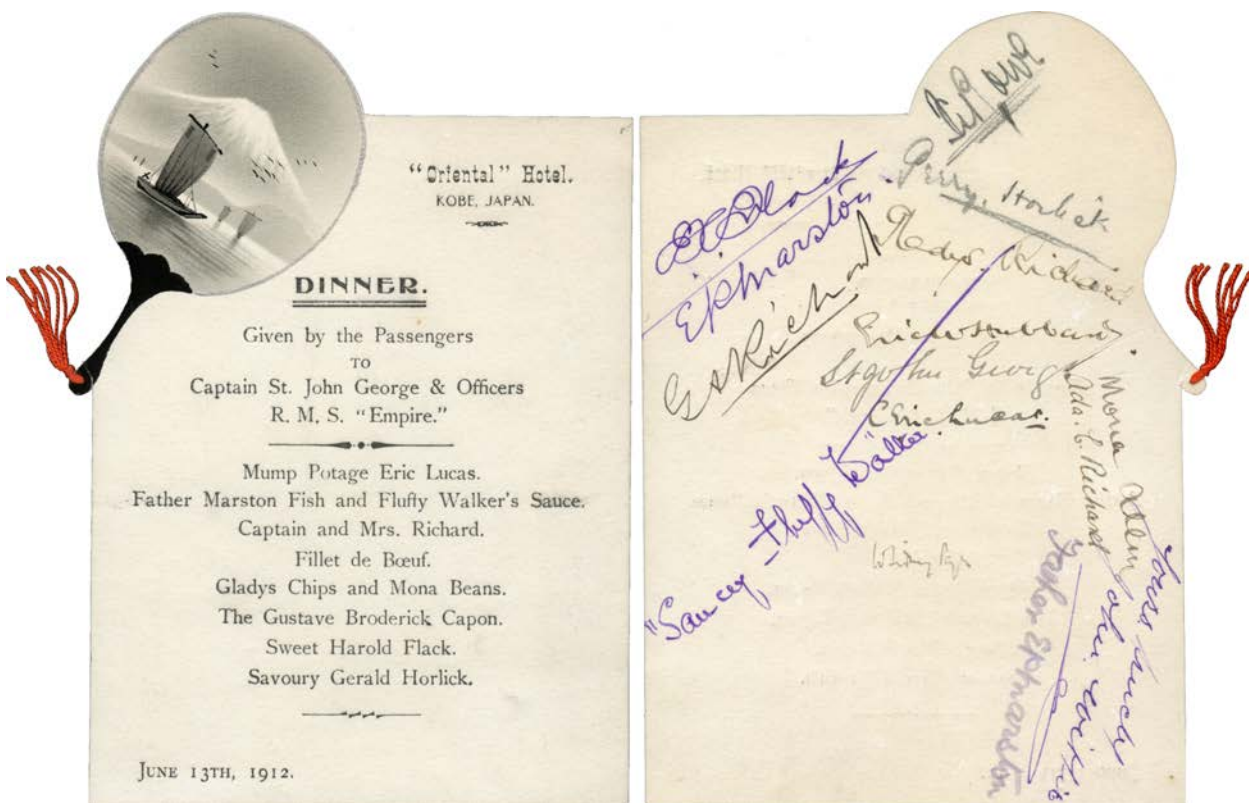 "Oriental" Hotel.
KOBE, JAPAN.
DINNER.
Given by the Passengers
TO
Captain St. John George & Officers
R. M. S. "Empire."
Mump Potage Eric Lucas.
Father Marston Fish and Fluffy Walker's Sauce.
Captain and Mrs. Richard.
Fillet de Bœuf.
Gladys Chips and Mona Beans.
The Gustave Broderick Capon.
Sweet Harold Flack.
Savoury Gerald Horlick.
JUNE 13TH, 1912.
Horlick
EKMarston.
Gladys. Richard
St John George
C Eric Lucas.
"Saucy Fluffy Walker.
Mona
Ada. C. Richard